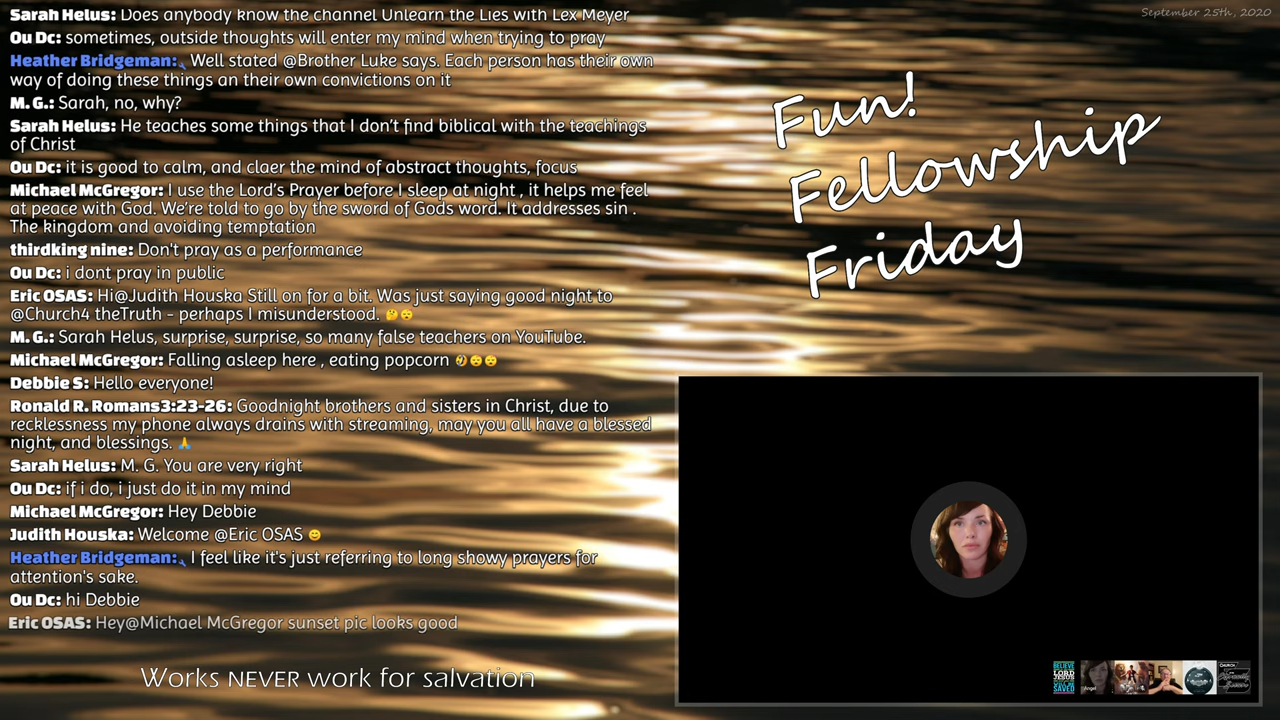 Sarah Helus: Does anybody know the channel Unlearn the Lies with Lex Meyer
Ou Dc: sometimes, outside thoughts will enter my mind when trying to pray
Heather Bridgeman: Well stated @Brother Luke says. Each person has their own
way of doing these things an their own convictions on it
M. G.: Sarah, no, why?
Sarah Helus: He teaches some things that I don't find biblical with the teachings
of Christ
Ou Dc: it is good to calm, and claer the mind of abstract thoughts, focus
Michael McGregor: I use the Lord's Prayer before I sleep at night , it helps me feel
at peace with God. We're told to go by the sword of Gods word. It addresses sin .
The kingdom and avoiding temptation
thirdking nine: Don't pray as a performance
Ou Dc: i dont pray in public
Eric OSAS: Hi@Judith Houska Still on for a bit. Was just saying good night to
@Church4 theTruth - perhaps I misunderstood. 🤔😴
M. G.: Sarah Helus, surprise, surprise, so many false teachers on YouTube.
Michael McGregor: Falling asleep here , eating popcorn 🤣😴😴
Debbie S: Hello everyone!
Ronald R. Romans3:23-26: Goodnight brothers and sisters in Christ, due to
recklessness my phone always drains with streaming, may you all have a blessed
night, and blessings. 🙏
Sarah Helus: M. G. You are very right
Ou Dc: if i do, i just do it in my mind
Michael McGregor: Hey Debbie
Judith Houska: Welcome @Eric OSAS 😊
Heather Bridgeman: I feel like it's just referring to long showy prayers for
attention's sake.
Ou Dc: hi Debbie
Eric OSAS: Hey@Michael McGregor sunset pic looks good
Works NEVER work for salvation
September 25th, 2020
Fun!
Fellowship
Friday
BELIEVE
LORD
JESUS
SAVED
Angel
CHURCH